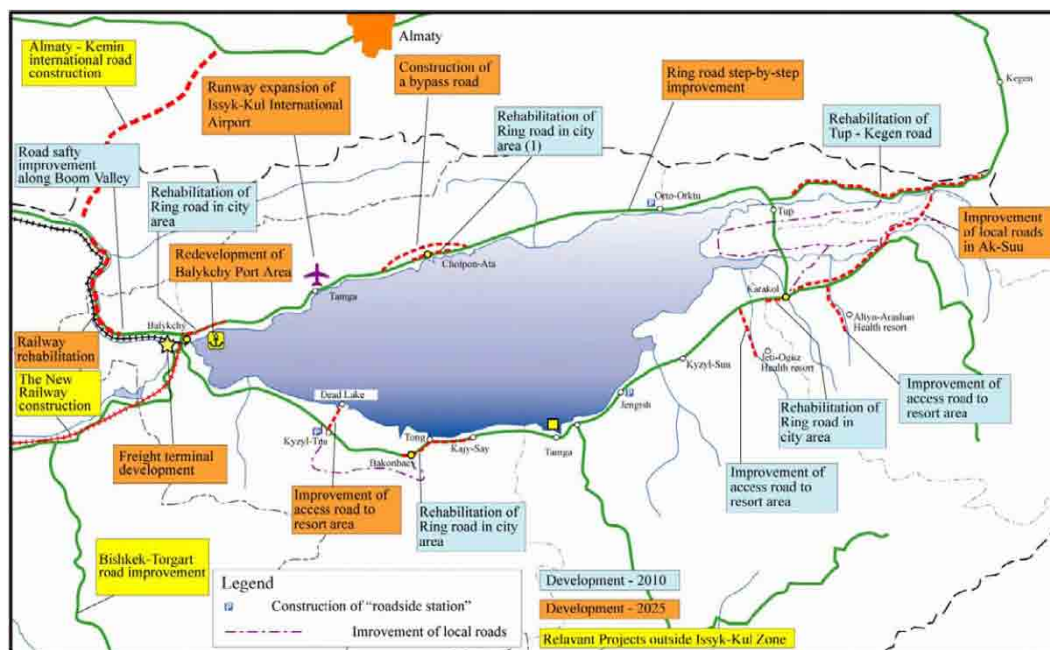 Almaty - Kemin
international road
construction
Almaty
Runway expansion of
Issyk-Kul International
Airport
Construction of
a bypass road
Ring road step-by-step
improvement
Kegen
Rehabilitation of
Ring road in city
area (1)
Rehabilitation of
Tup - Kegen road
Road safty
improvement
along Boom Valley
Rehabilitation of
Ring road in city
area
Orto-Orktu
P
Tup
Improvement
of local roads
in Ak-Suu
Redevelopment of
Balykchy Port Area
Cholpon-Ata
Tamga
Karakol
Balykchy
Altyn-Arashan
Health resort
Railway
rehabilitation
Jeti-Oguz
Health resort
Kyzyl-Suu
The New
Railway
construction
Dead Lake
Jengish
P
Improvement of
access road to
resort area
P
Kyzyl-Tuu
Tong
Kajy-Say
Tamga
Rehabilitation of
Ring road in city
area
Freight terminal
development
Bakonbaev
Improvement of
access road to
resort area
Improvement of
access road to
resort area
Rehabilitation of
Ring road in city
area
Bishkek-Torgart
road improvement
Legend
P Construction of "roadside station"
Imrovement of local roads
Development - 2010
Development - 2025
Relavant Projects outside Issyk-Kul Zone